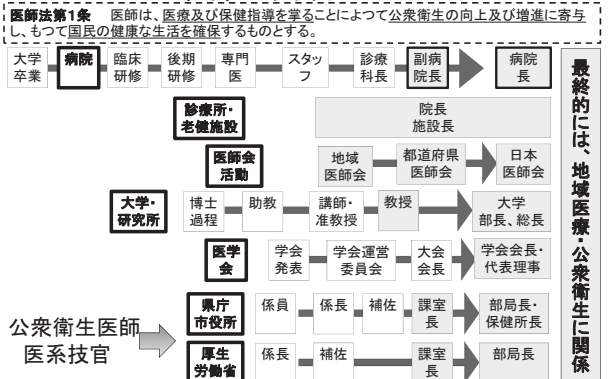 医師法第1条　医師は、医療及び保健指導を掌ることによつて公衆衛生の向上及び増進に寄与
し、もつて国民の健康な生活を確保するものとする。
大学
卒業
病院
臨床
研修
後期
研修
専門
医
スタッ
フ
診療
科長
副病
院長
病院
長
診療所・
老健施設
院長
施設長
医師会
活動
地域
医師会
都道府県
医師会
日本
医師会
大学・
研究所
博士
過程
助教
講師・
准教授
教授
大学
部長、総長
医学
会
学会
発表
学会運営
委員会
大会
会長
学会会長・
代表理事
県庁
市役所
係員
係長
補佐
課室
長
部局長・
保健所長
公衆衛生医師
医系技官
厚生
労働省
係長
補佐
課室
長
部局長
最終的には、地域医療・公衆衛生に関係